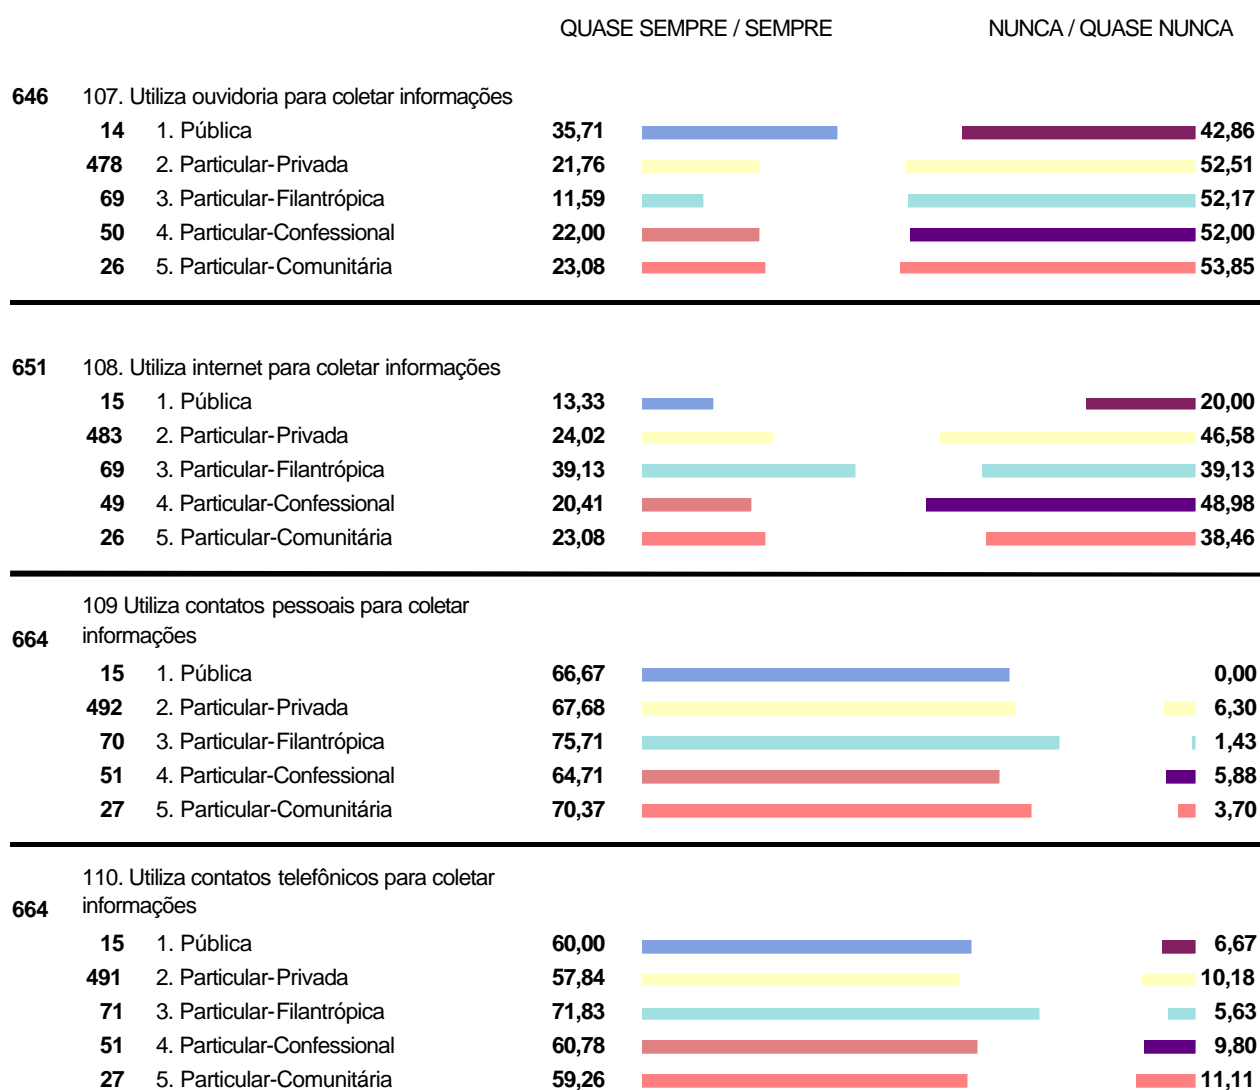 QUASE SEMPRE / SEMPRE NUNCA / QUASE NUNCA
646 107. Utiliza ouvidoria para coletar informações
14 1. Pública 35,71 42,86
478 2. Particular-Privada 21,76 52,51
69 3. Particular-Filantrópica 11,59 52,17
50 4. Particular-Confessional 22,00 52,00
26 5. Particular-Comunitária 23,08 53,85
651 108. Utiliza internet para coletar informações
15 1. Pública 13,33 20,00
483 2. Particular-Privada 24,02 46,58
69 3. Particular-Filantrópica 39,13 39,13
49 4. Particular-Confessional 20,41 48,98
26 5. Particular-Comunitária 23,08 38,46
109 Utiliza contatos pessoais para coletar
664 informações
15 1. Pública 66,67 0,00
492 2. Particular-Privada 67,68 6,30
70 3. Particular-Filantrópica 75,71 1,43
51 4. Particular-Confessional 64,71 5,88
27 5. Particular-Comunitária 70,37 3,70
110. Utiliza contatos telefônicos para coletar
664 informações
15 1. Pública 60,00 6,67
491 2. Particular-Privada 57,84 10,18
71 3. Particular-Filantrópica 71,83 5,63
51 4. Particular-Confessional 60,78 9,80
27 5. Particular-Comunitária 59,26 11,11